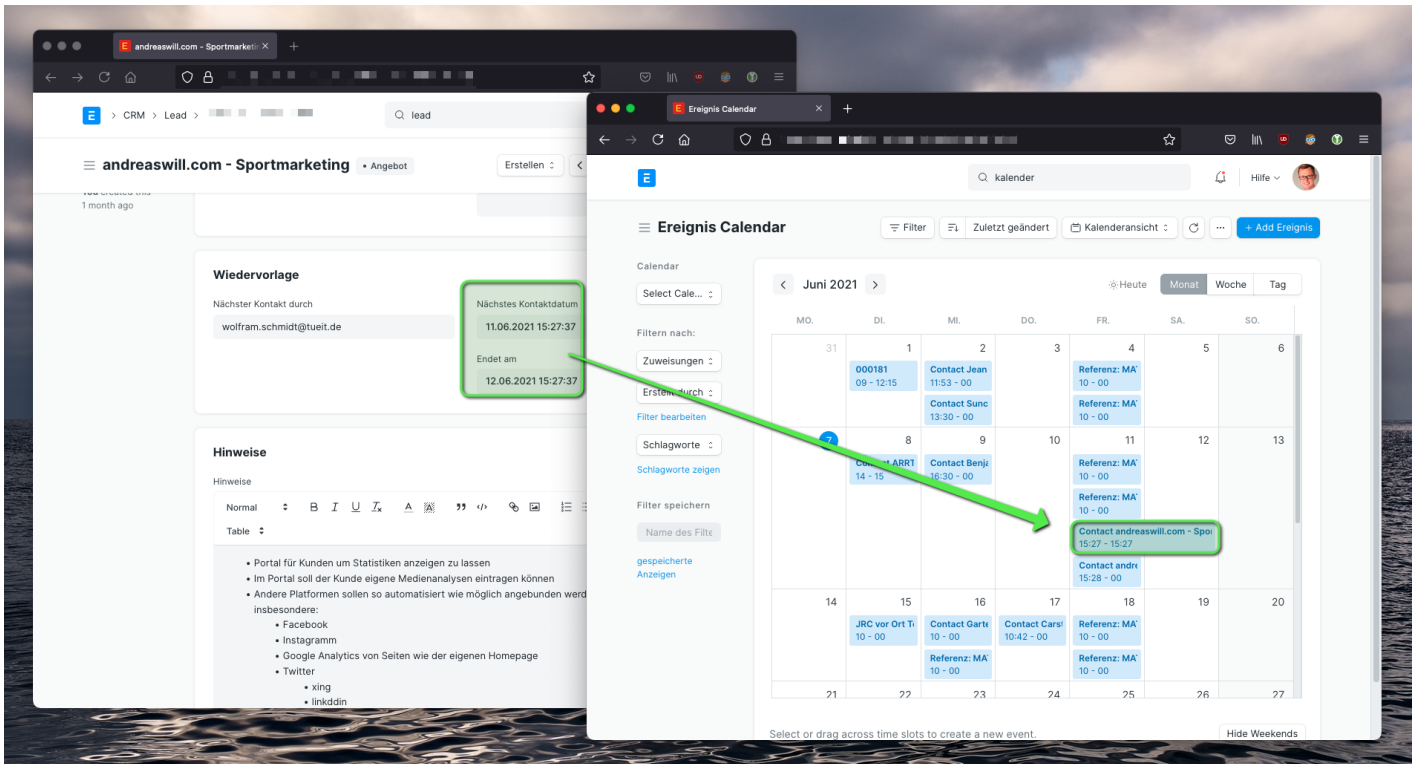 andreaswill.com - Sportmarketi
E > CRM > Lead >
lead
andreaswill.com - Sportmarketing • Angebot
Erstellen
You created this
1 month ago
Wiedervorlage
Nächster Kontakt durch
wolfram.schmidt@tueit.de
Nächstes Kontaktdatum
11.06.2021 15:27:37
Endet am
12.06.2021 15:27:37
Hinweise
Hinweise
Normal B I U
Table
• Portal für Kunden um Statistiken anzeigen zu lassen
• Im Portal soll der Kunde eigene Medienanalysen eintragen können
• Andere Platformen sollen so automatisiert wie möglich angebunden werd
insbesondere:
• Facebook
• Instagramm
• Google Analytics von Seiten wie der eigenen Homepage
• Twitter
• xing
• linkddin
Ereignis Calendar
E
kalender
Hilfe
Ereignis Calendar
Filter
Zuletzt geändert
Kalenderansicht
+ Add Ereignis
Calendar
Select Cale...
Filtern nach:
Zuweisungen
Erstellt durch
Filter bearbeiten
Schlagworte
Schlagworte zeigen
Filter speichern
Name des Filte
gespeicherte
Anzeigen
< Juni 2021 >
Heute
Monat Woche Tag
MO. DI. MI. DO. FR. SA. SO.
31 1 2 3 4 5 6
000181
09 - 12:15
Contact Jean
11:53 - 00
Contact Sunc
13:30 - 00
Referenz: MA
10 - 00
Referenz: MA
10 - 00
7 8 9 10 11 12 13
Contact ARRT
14 - 15
Contact Benja
16:30 - 00
Referenz: MA
10 - 00
Referenz: MA
10 - 00
Contact andreaswill.com - Spor
15:27 - 15:27
Contact andre
15:28 - 00
14 15 16 17 18 19 20
JRC vor Ort Te
10 - 00
Contact Garte
10 - 00
Referenz: MA
10 - 00
Contact Cars
10:42 - 00
Referenz: MA
10 - 00
Referenz: MA
10 - 00
21 22 23 24 25 26 27
Select or drag across time slots to create a new event.
Hide Weekends